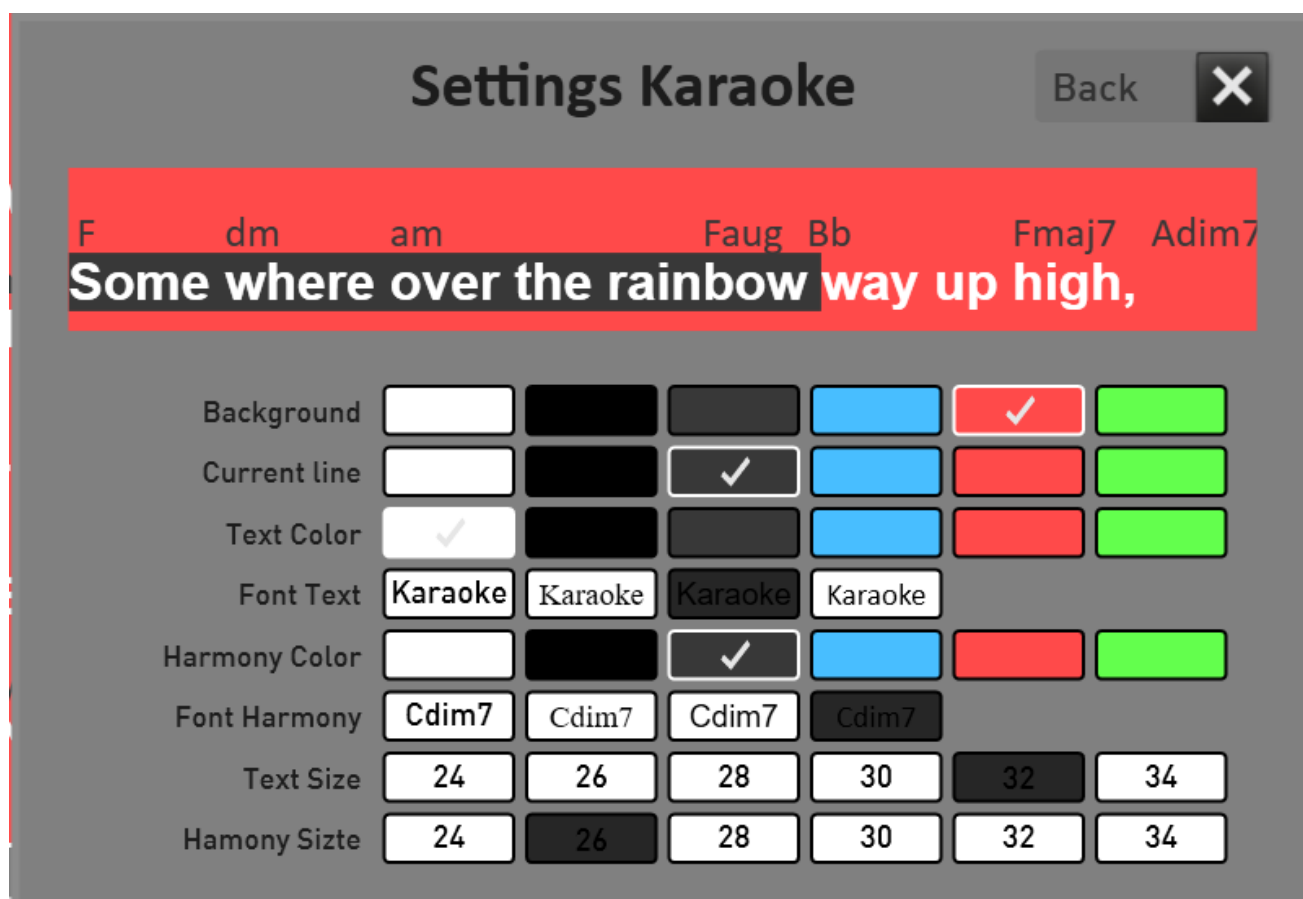 Settings Karaoke Back
F dm am Faug Bb Fmaj7 Adim7
Some where over the rainbow way up high,
Background
Current line
Text Color
Font Text Karaoke Karaoke Karaoke Karaoke
Harmony Color
Font Harmony Cdim7 Cdim7 Cdim7 Cdim7
Text Size 24 26 28 30 32 34
Hamony Sizte 24 26 28 30 32 34